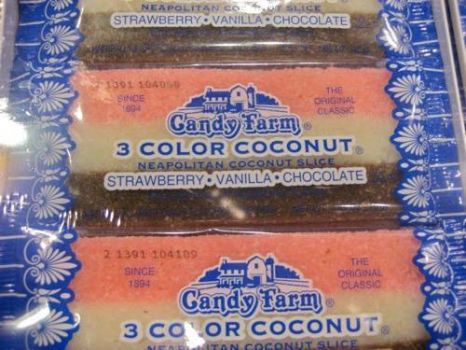 STRAWBERRY • VANILLA • CHOCOLATE
2 1391 104050
SINCE
1894
THE
ORIGINAL
CLASSIC
Candy Farm®
3 COLOR COCONUT®
NEAPOLITAN COCONUT SLICE
STRAWBERRY • VANILLA • CHOCOLATE
2 1391 104109
SINCE
1894
THE
ORIGINAL
CLASSIC
Candy Farm®
3 COLOR COCONUT®
NEAPOLITAN COCONUT SLICE